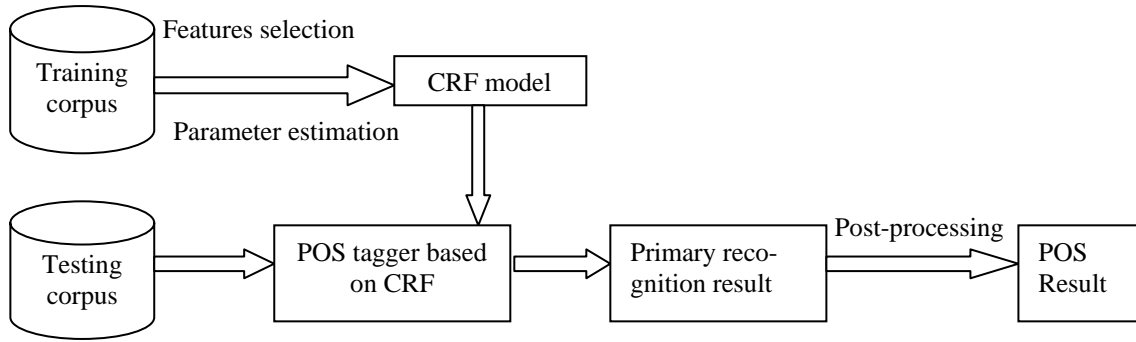 Features selection
Training
corpus
CRF model
Parameter estimation
Testing
corpus
POS tagger based
on CRF
Primary reco-
gnition result
Post-processing
POS
Result